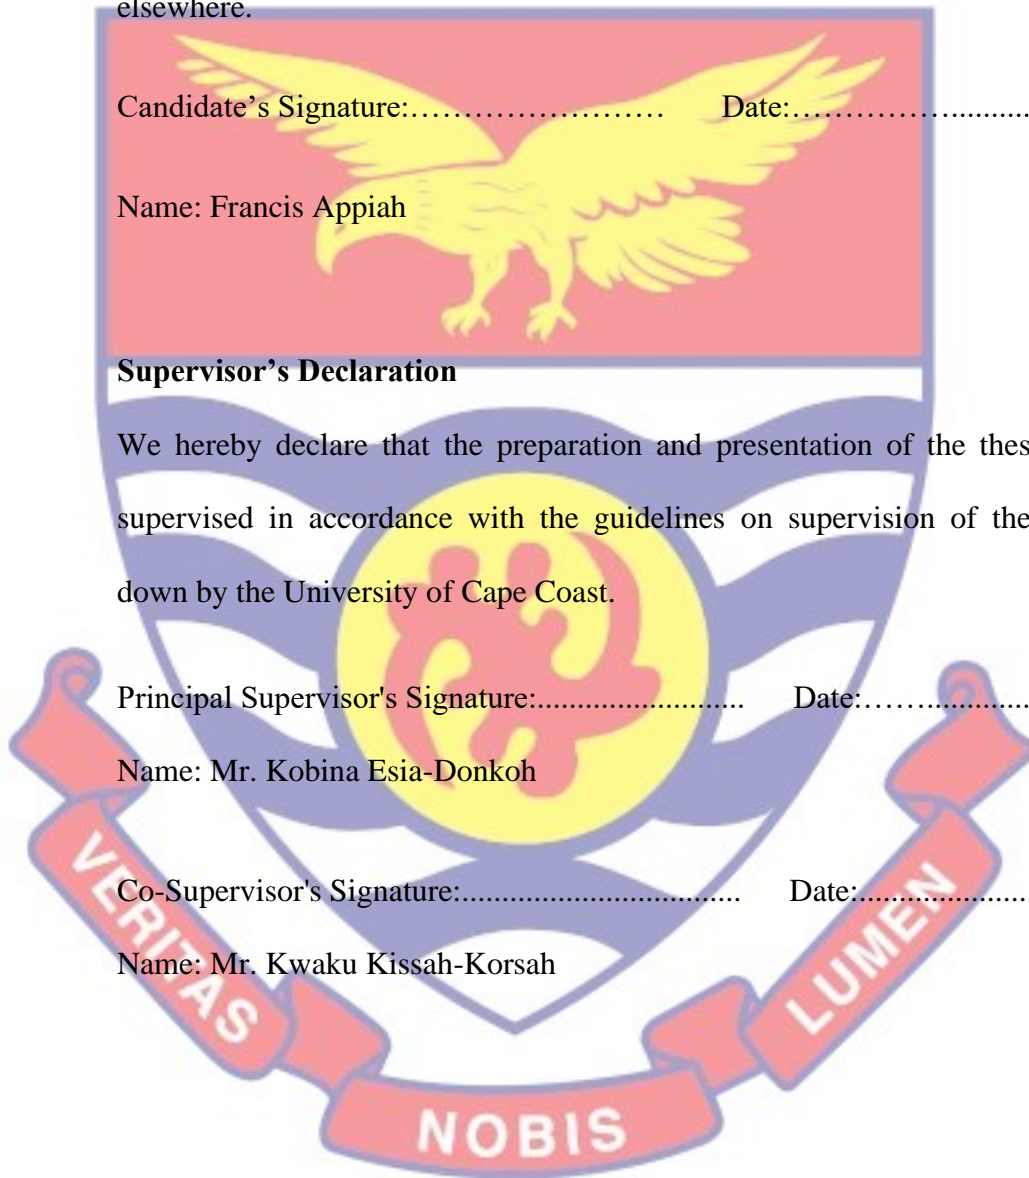 elsewhere.
Candidate’s Signature:…………………… Date:……………..........
Name: Francis Appiah
Supervisor’s Declaration
We hereby declare that the preparation and presentation of the thes
supervised in accordance with the guidelines on supervision of the
down by the University of Cape Coast.
Principal Supervisor's Signature:.......................... Date:……..............
Name: Mr. Kobina Esia-Donkoh
Co-Supervisor's Signature:................................... Date:.....................
Name: Mr. Kwaku Kissah-Korsah
VERITAS
NOBIS
LUMEN